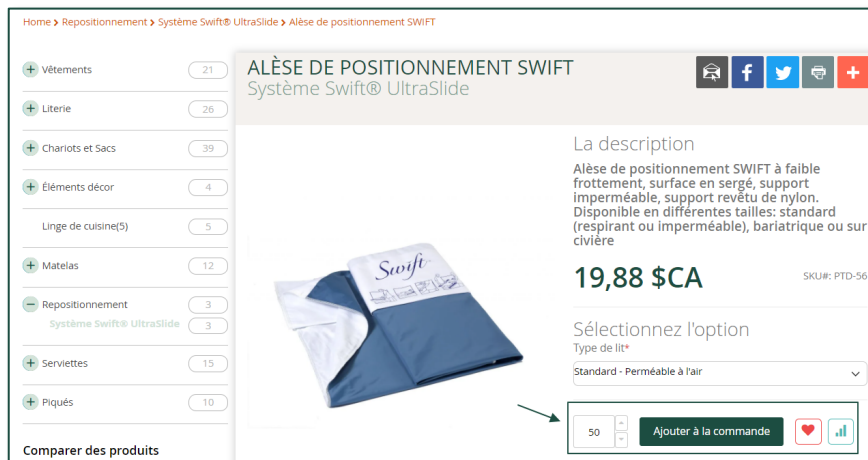 Home > Repositionnement > Système Swift® UltraSlide > Alèse de positionnement SWIFT
Vêtements 21
Literie 26
Chariots et Sacs 39
Éléments décor 4
Linge de cuisine(5) 5
Matelas 12
Repositionnement 3
Système Swift® UltraSlide 3
Serviettes 15
Piqués 10
Comparer des produits
ALÈSE DE POSITIONNEMENT SWIFT
Système Swift® UltraSlide
Swift
La description
Alèse de positionnement SWIFT à faible
frottement, surface en sergé, support
imperméable, support revêtu de nylon.
Disponible en différentes tailles: standard
(respirant ou imperméable), bariatrique ou sur
civière
19,88 $CA
SKU#: PTD-56
Sélectionnez l'option
Type de lit*
Standard - Perméable à l'air
50
Ajouter à la commande